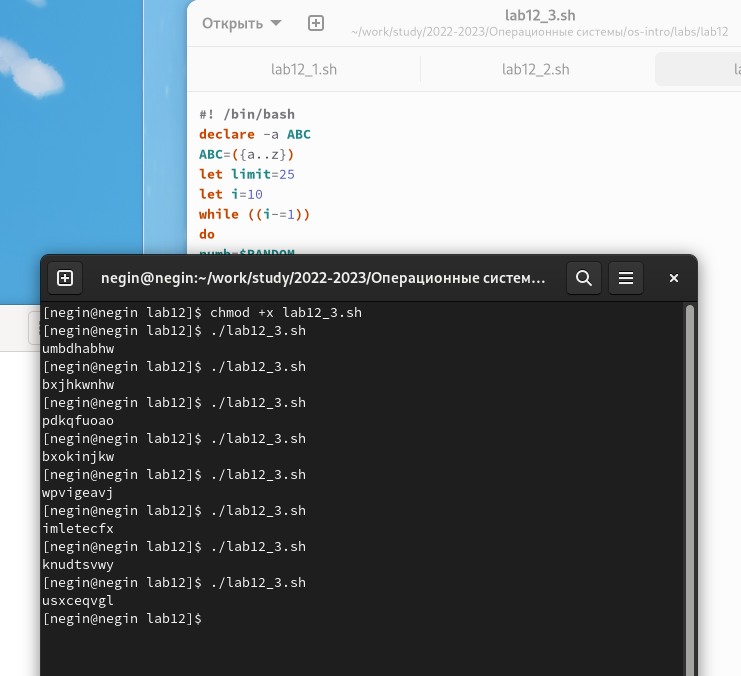 Открыть
lab12_3.sh
~/work/study/2022-2023/Операционные системы/os-intro/labs/lab12
lab12_1.sh
lab12_2.sh
#! /bin/bash
declare -a ABC
ABC=({a..z})
let limit=25
let i=10
while ((i-=1))
do
numb=$RANDOM
negin@negin:~/work/study/2022-2023/Операционные систем…
[negin@negin lab12]$ chmod +x lab12_3.sh
[negin@negin lab12]$ ./lab12_3.sh
umbdhabhw
[negin@negin lab12]$ ./lab12_3.sh
bxjhkwnhw
[negin@negin lab12]$ ./lab12_3.sh
pdkqfuoao
[negin@negin lab12]$ ./lab12_3.sh
bxokinjkw
[negin@negin lab12]$ ./lab12_3.sh
wpvigeavj
[negin@negin lab12]$ ./lab12_3.sh
imletecfx
[negin@negin lab12]$ ./lab12_3.sh
knudtsvwy
[negin@negin lab12]$ ./lab12_3.sh
usxceqvgl
[negin@negin lab12]$